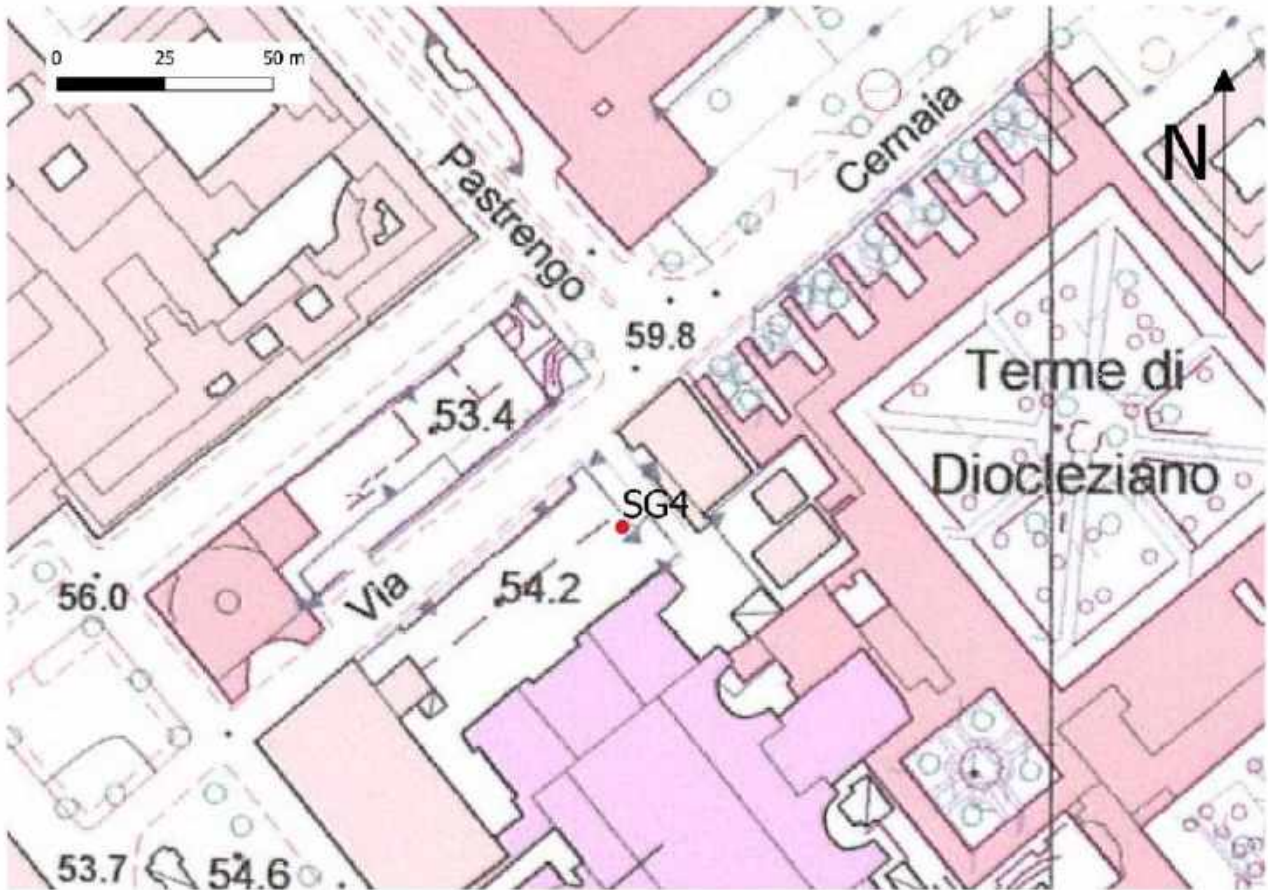 0 25 50 m
Pastrengo
Cernaia
N
59.8
Terme di
Diocleziano
53.4
SG4
54.2
Via
56.0
53.7
54.6